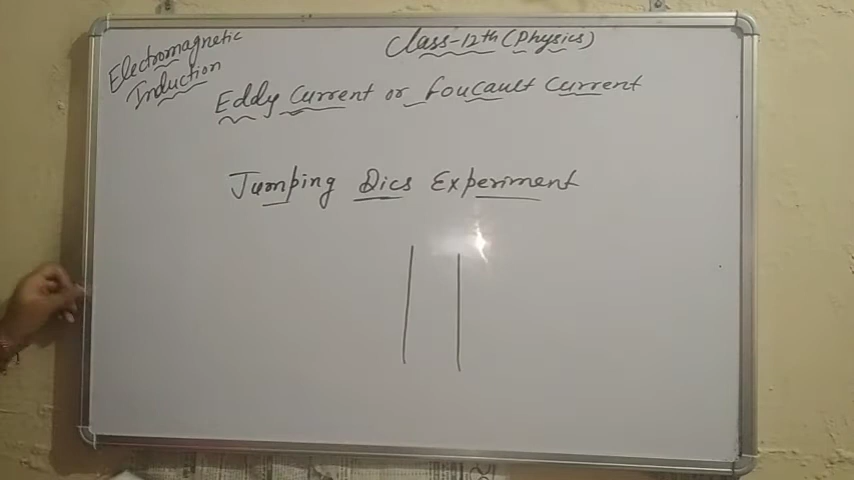 Electromagnetic
Induction
Class-12th (Physics)
Eddy Current or Foucault Current
Jumping Dics Experiment